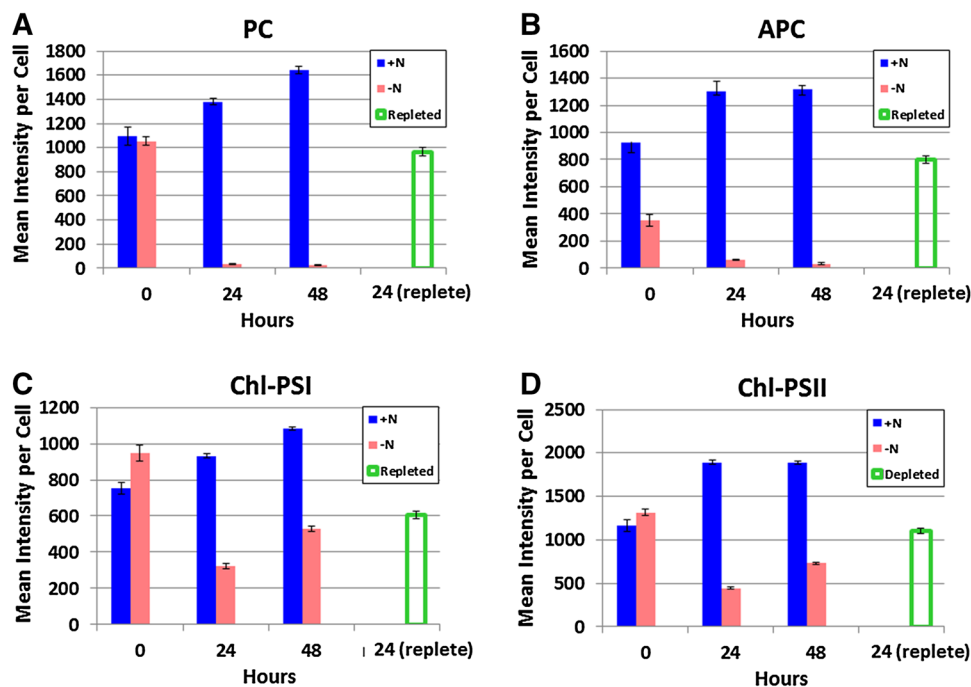 A
PC
Mean Intensity per Cell
1800
1600
1400
1200
1000
800
600
400
200
0
+N
-N
Repleted
0
24
48
24 (replete)
Hours
B
APC
Mean Intensity per Cell
1600
1400
1200
1000
800
600
400
200
0
+N
-N
Repleted
0
24
48
24 (replete)
Hours
C
Chl-PSI
Mean Intensity per Cell
1200
1000
800
600
400
200
0
+N
-N
Repleted
0
24
48
24 (replete)
Hours
D
Chl-PSII
Mean Intensity per Cell
2500
2000
1500
1000
500
0
+N
-N
Depleted
0
24
48
24 (replete)
Hours